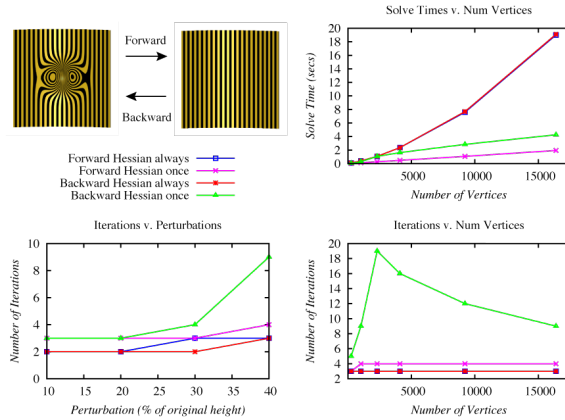 Forward
Backward
Forward Hessian always
Forward Hessian once
Backward Hessian always
Backward Hessian once
Solve Times v. Num Vertices
Solve Time (secs)
20
18
16
14
12
10
8
6
4
2
0
5000 10000 15000
Number of Vertices
Iterations v. Perturbations
Number of Iterations
10
8
6
4
2
0
10 15 20 25 30 35 40
Perturbation (% of original height)
Iterations v. Num Vertices
Number of Iterations
20
18
16
14
12
10
8
6
4
2
5000 10000 15000
Number of Vertices